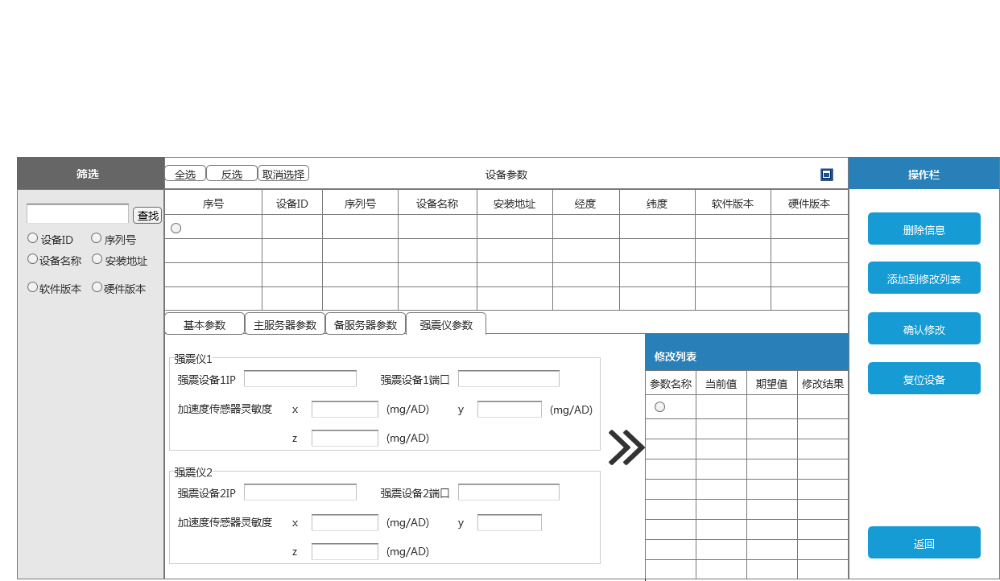 筛选
全选 反选 取消选择 设备参数
操作栏
查找
设备ID 序列号
设备名称 安装地址
软件版本 硬件版本
序号 设备ID 序列号 设备名称 安装地址 经度 纬度 软件版本 硬件版本
基本参数 主服务器参数 备服务器参数 强震仪参数
强震仪1
强震设备1IP 强震设备1端口
加速度传感器灵敏度 x (mg/AD) y (mg/AD)
z (mg/AD)
强震仪2
强震设备2IP 强震设备2端口
加速度传感器灵敏度 x (mg/AD) y
z (mg/AD)
修改列表
参数名称 当前值 期望值 修改结果
删除信息
添加到修改列表
确认修改
复位设备
返回